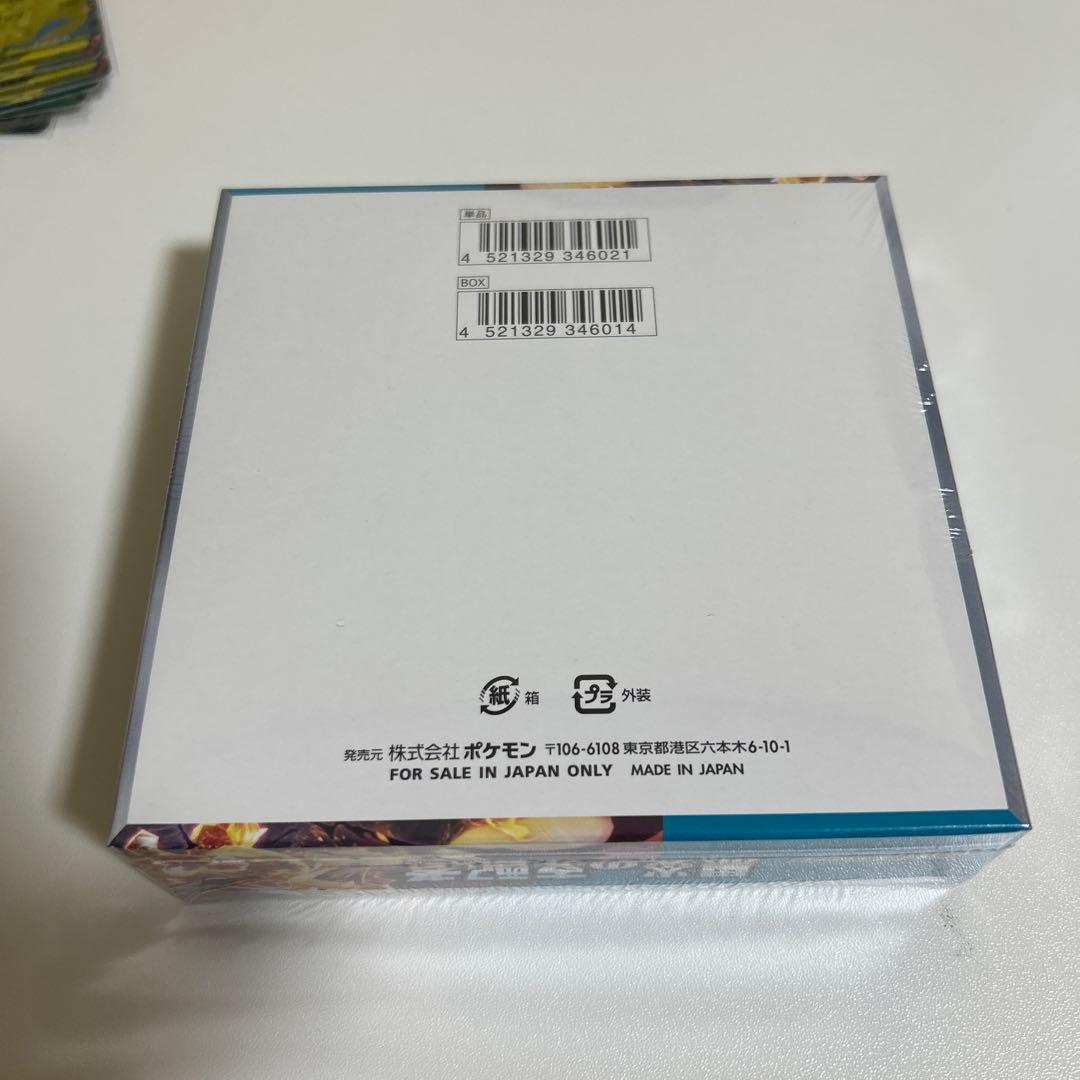 単品
4 521329 346021
BOX
4 521329 346014
紙 箱 プラ 外装
発売元 株式会社 ポケモン 〒106-6108 東京都港区六本木6-10-1
FOR SALE IN JAPAN ONLY MADE IN JAPAN